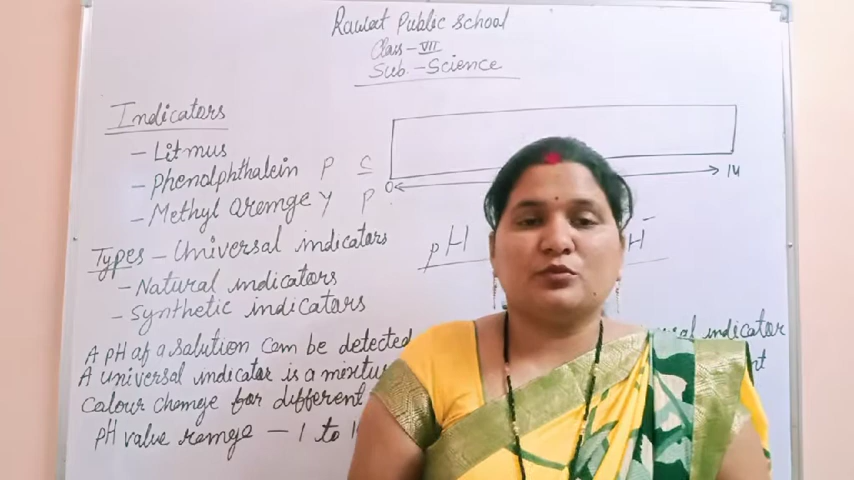 Rawat Public School
Class - VII
Sub. - Science
Indicators
- Litmus
- Phenolphthalein P C
- Methyl Orange Y P
0 14
pH H⁻
Types - Universal indicators
- Natural indicators
- Synthetic indicators
A pH of a solution can be detected indicator
A universal indicator is a
Colour change for different
pH value range - 1 to